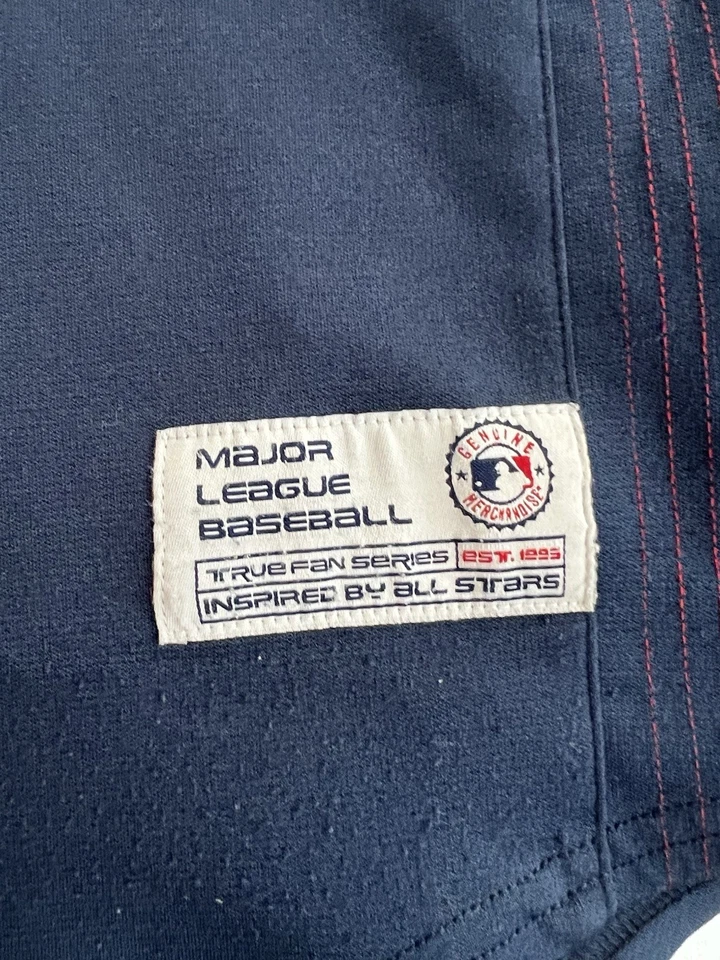 MAJOR
LEAGUE
BASEBALL
GENUINE
MERCHANDISE
TRUE FAN SERIES EST. 1995
INSPIRED BY ALL STARS